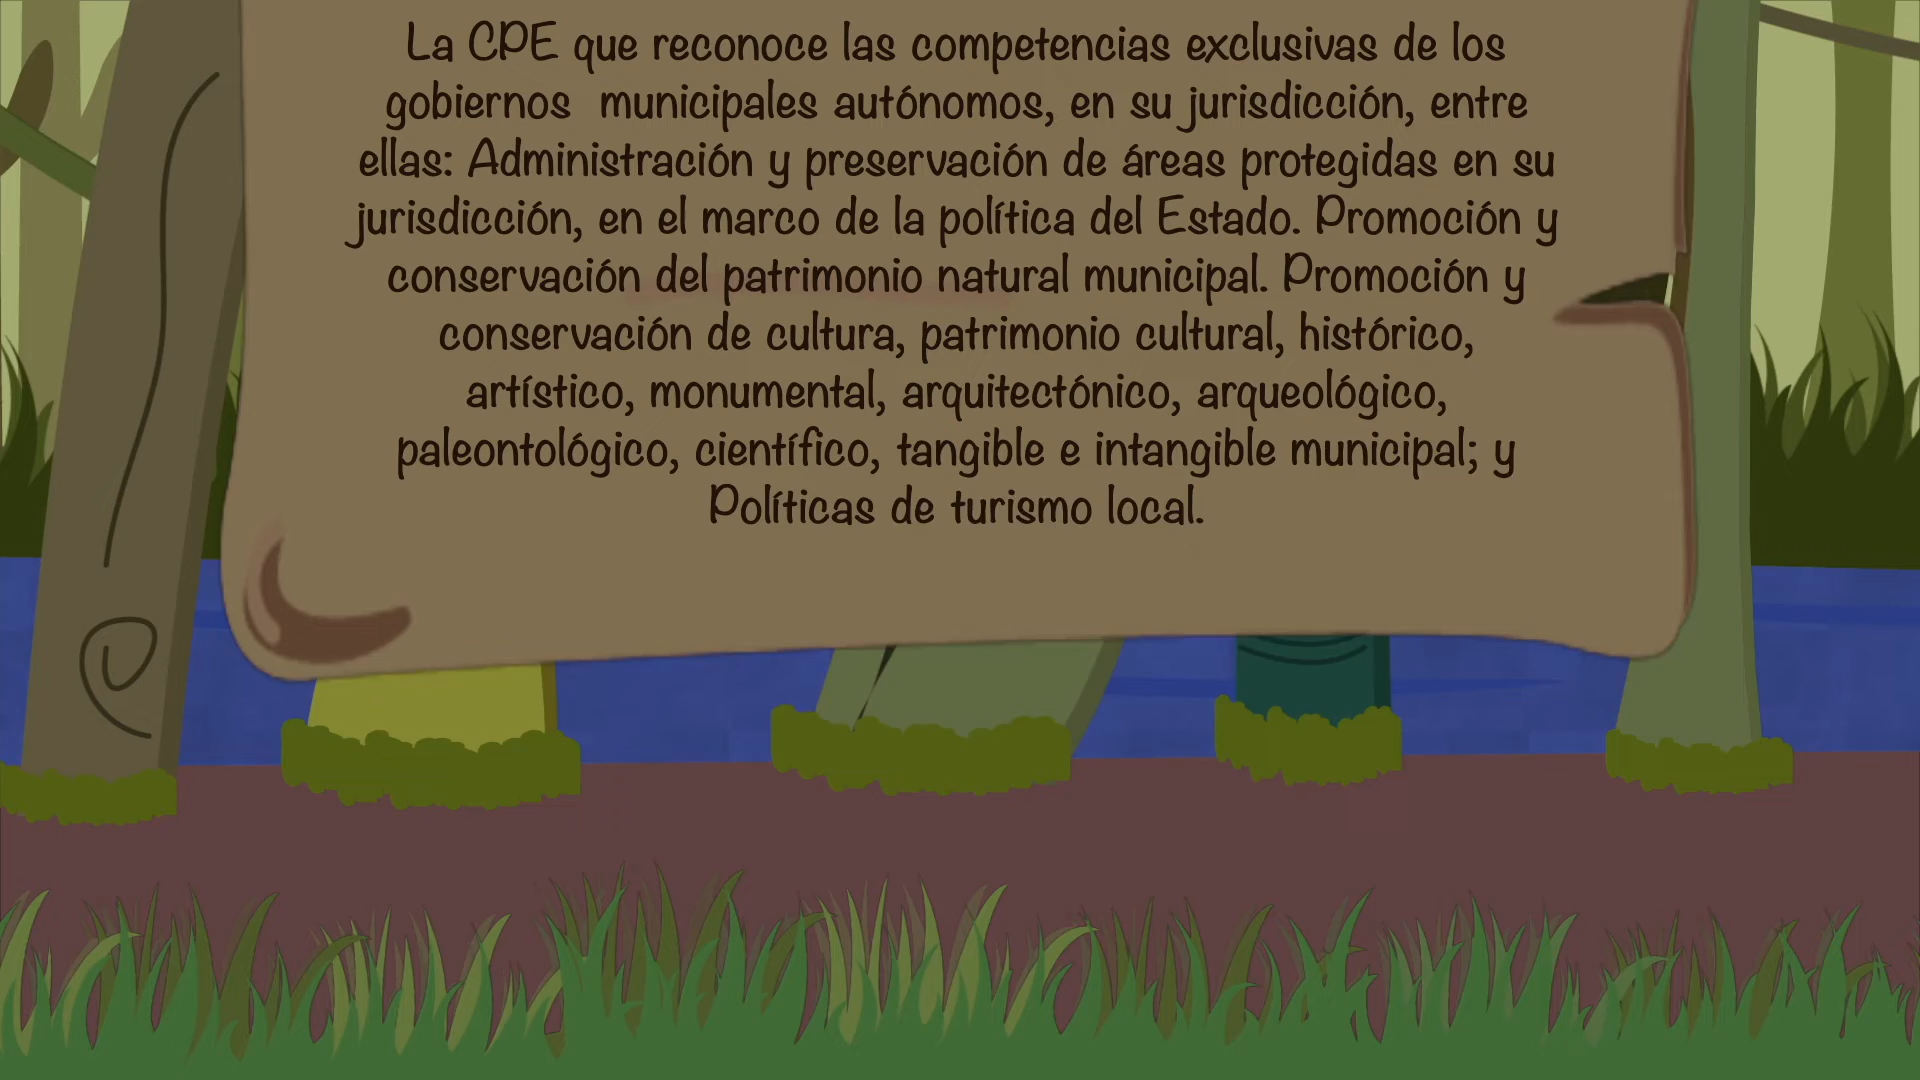 La CPE que reconoce las competencias exclusivas de los
gobiernos  municipales autónomos, en su jurisdicción, entre
ellas: Administración y preservación de áreas protegidas en su
jurisdicción, en el marco de la política del Estado. Promoción y
conservación del patrimonio natural municipal. Promoción y
conservación de cultura, patrimonio cultural, histórico,
artístico, monumental, arquitectónico, arqueológico,
paleontológico, científico, tangible e intangible municipal; y
Políticas de turismo local.